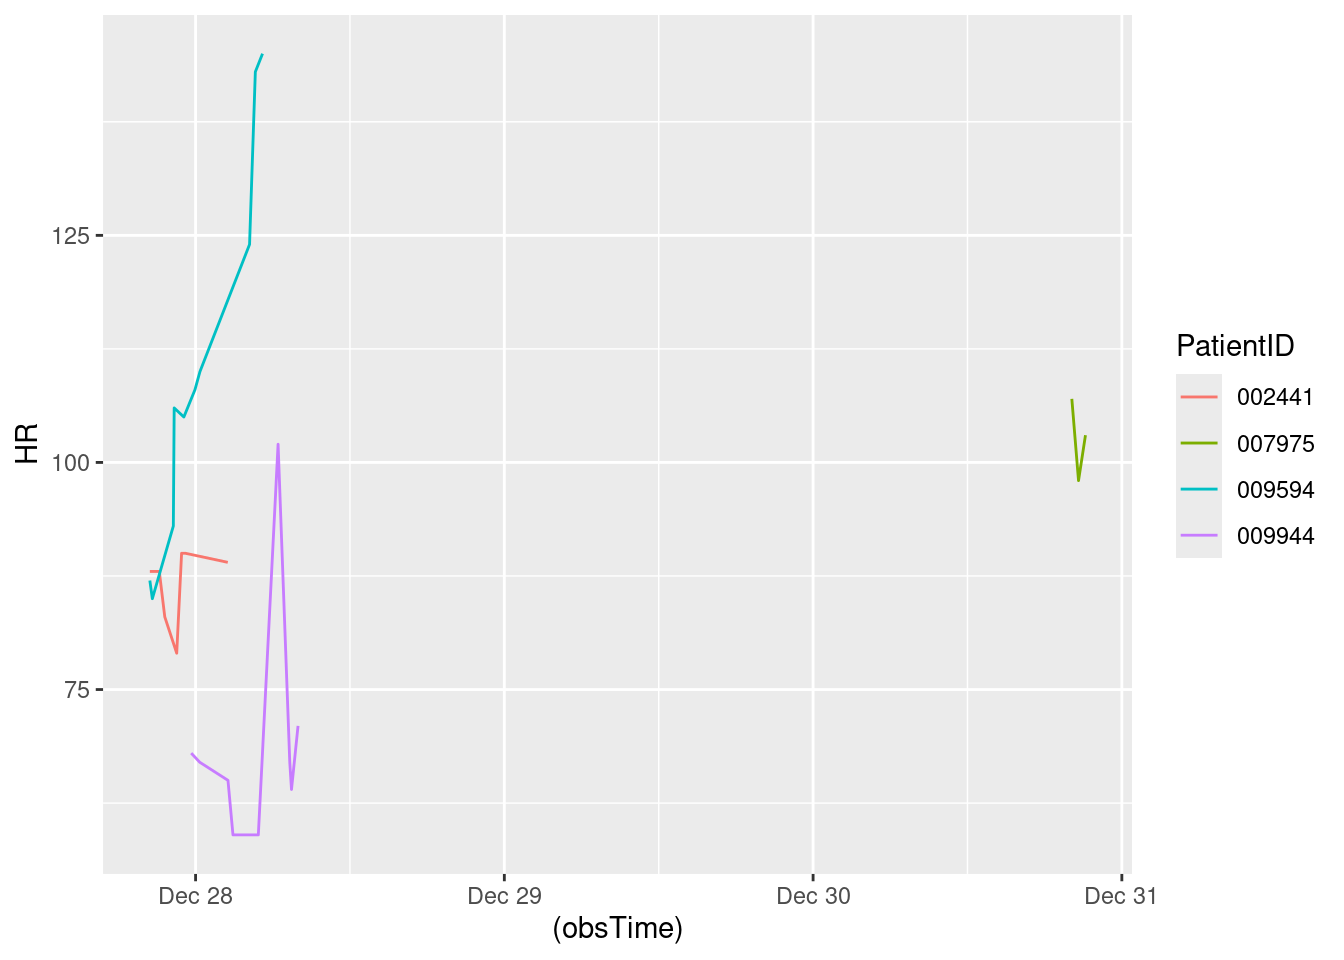 125
100
75
HR
Dec 28
Dec 29
Dec 30
Dec 31
(obsTime)
PatientID
002441
007975
009594
009944